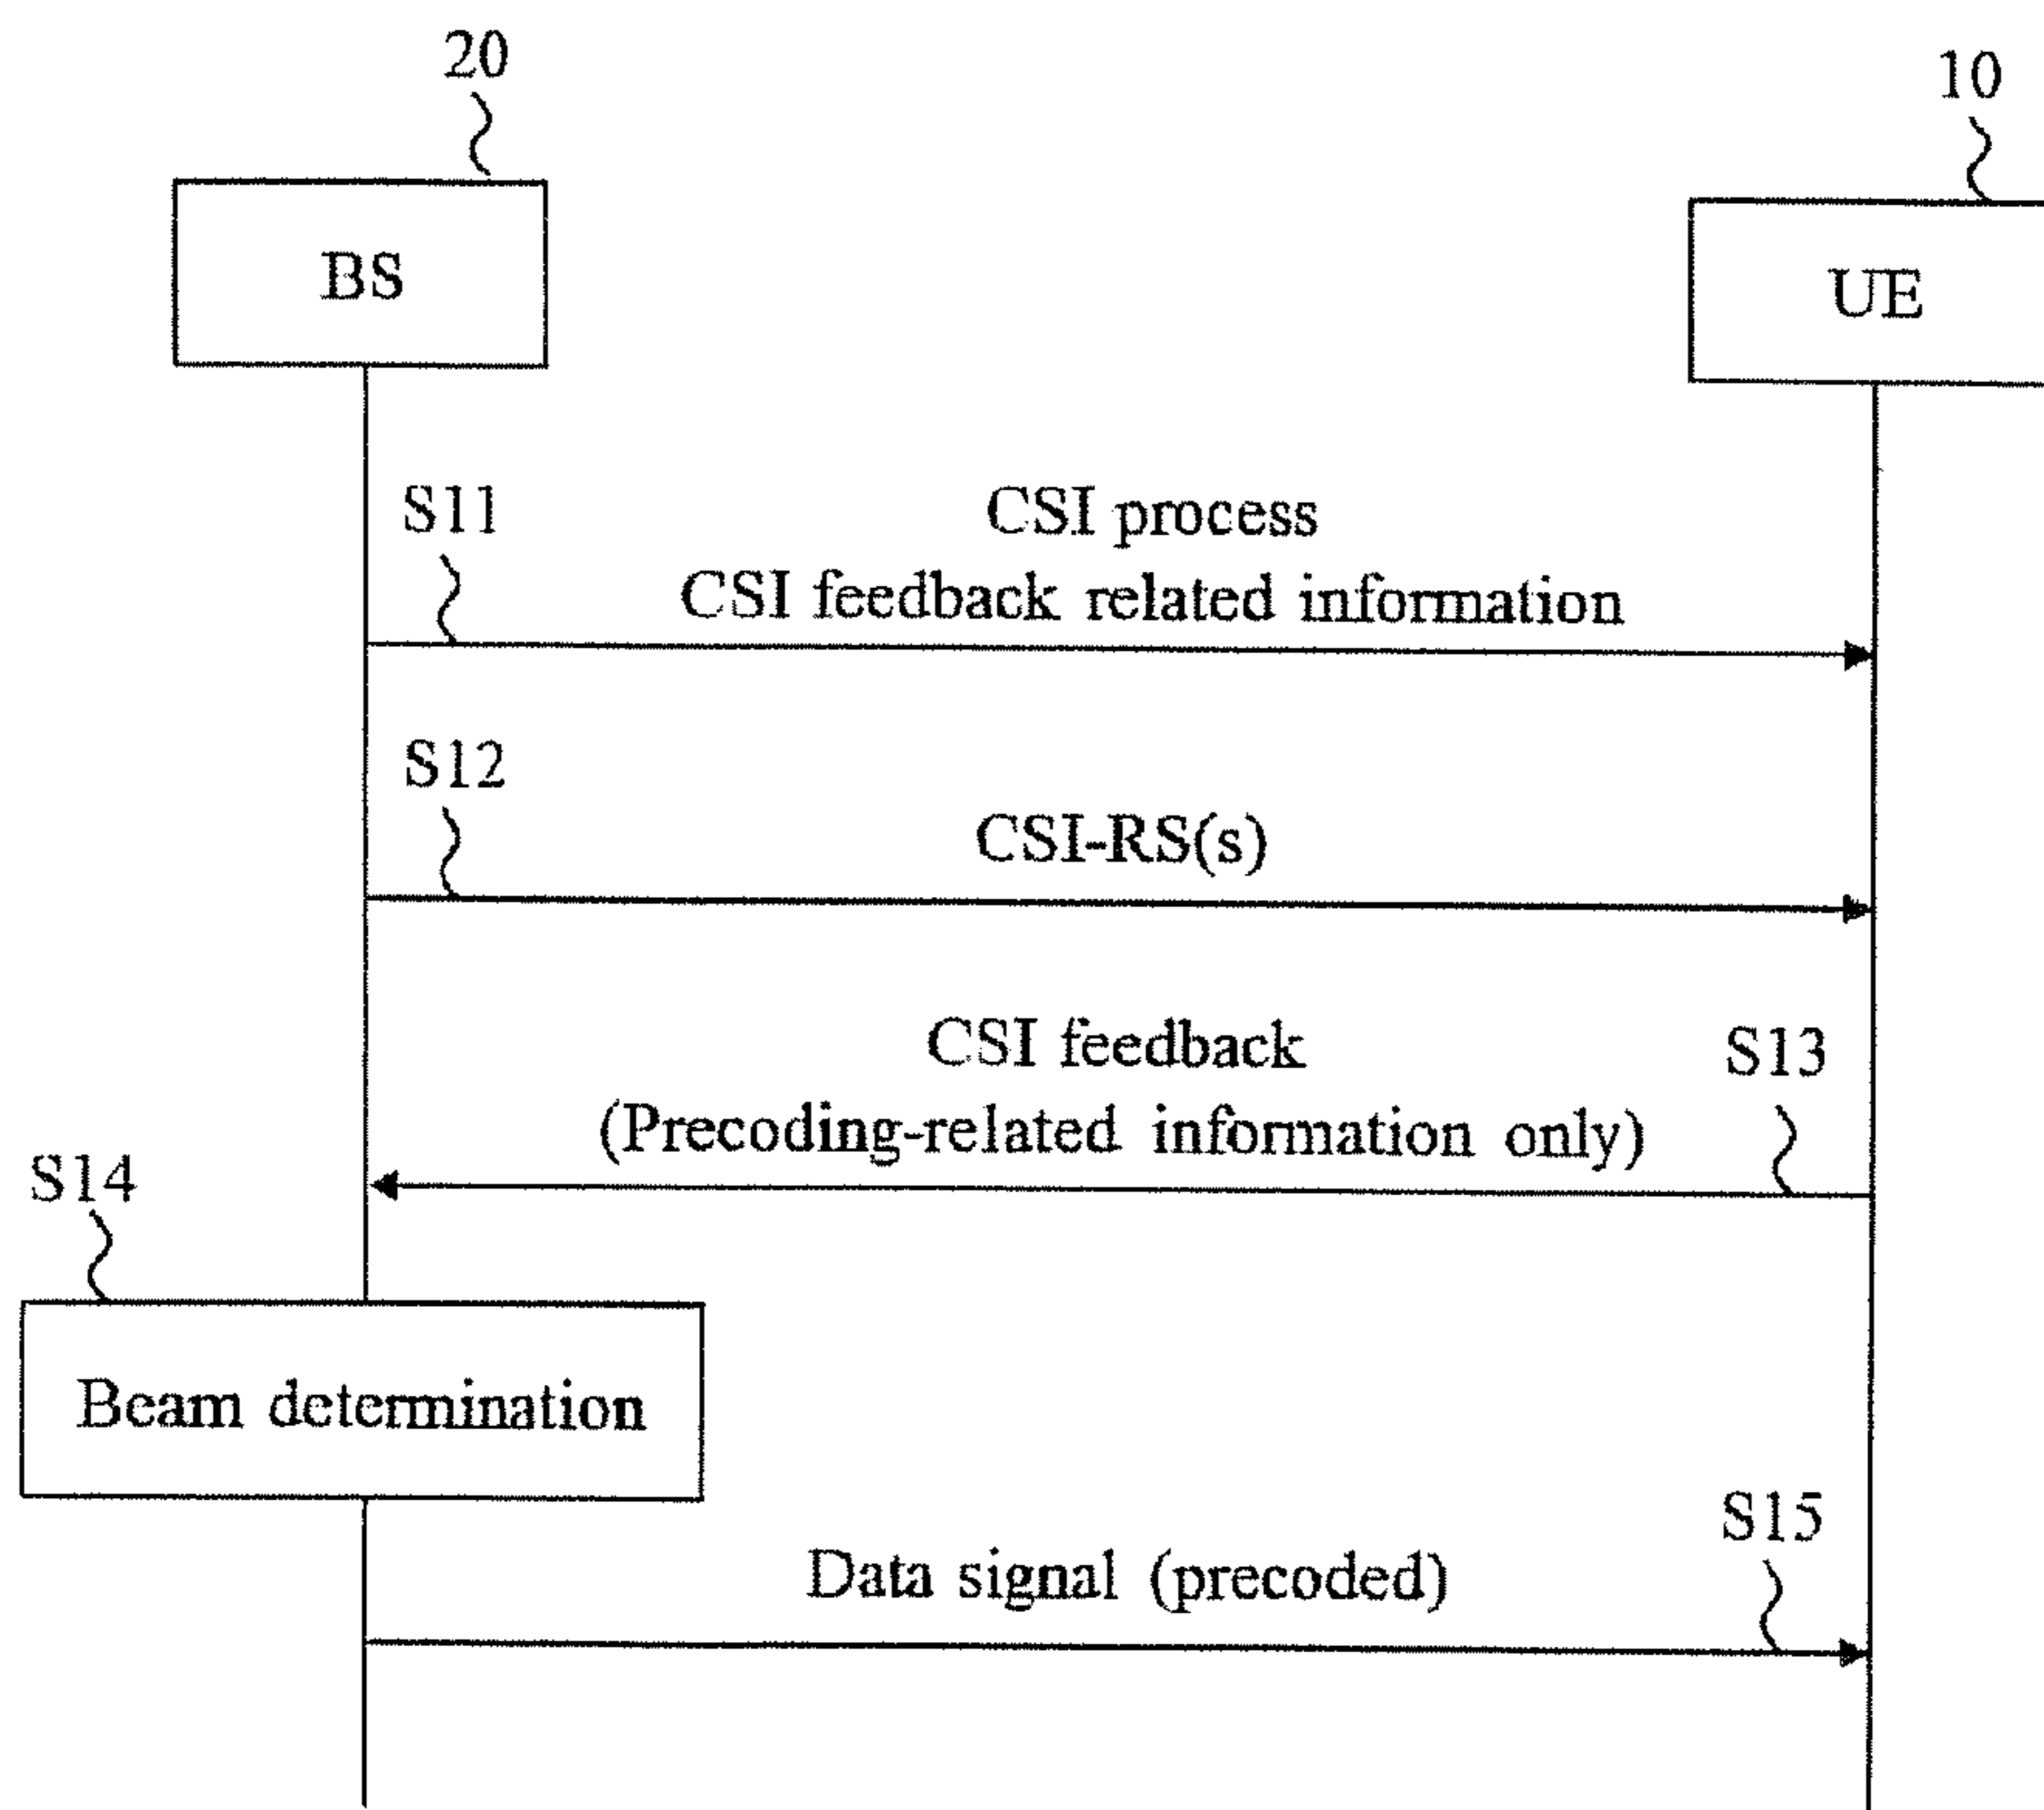 20
10
BS
UE
S11
CSI process
CSI feedback related information
S12
CSI-RS(s)
CSI feedback
(Precoding-related information only)
S13
S14
Beam determination
S15
Data signal (precoded)